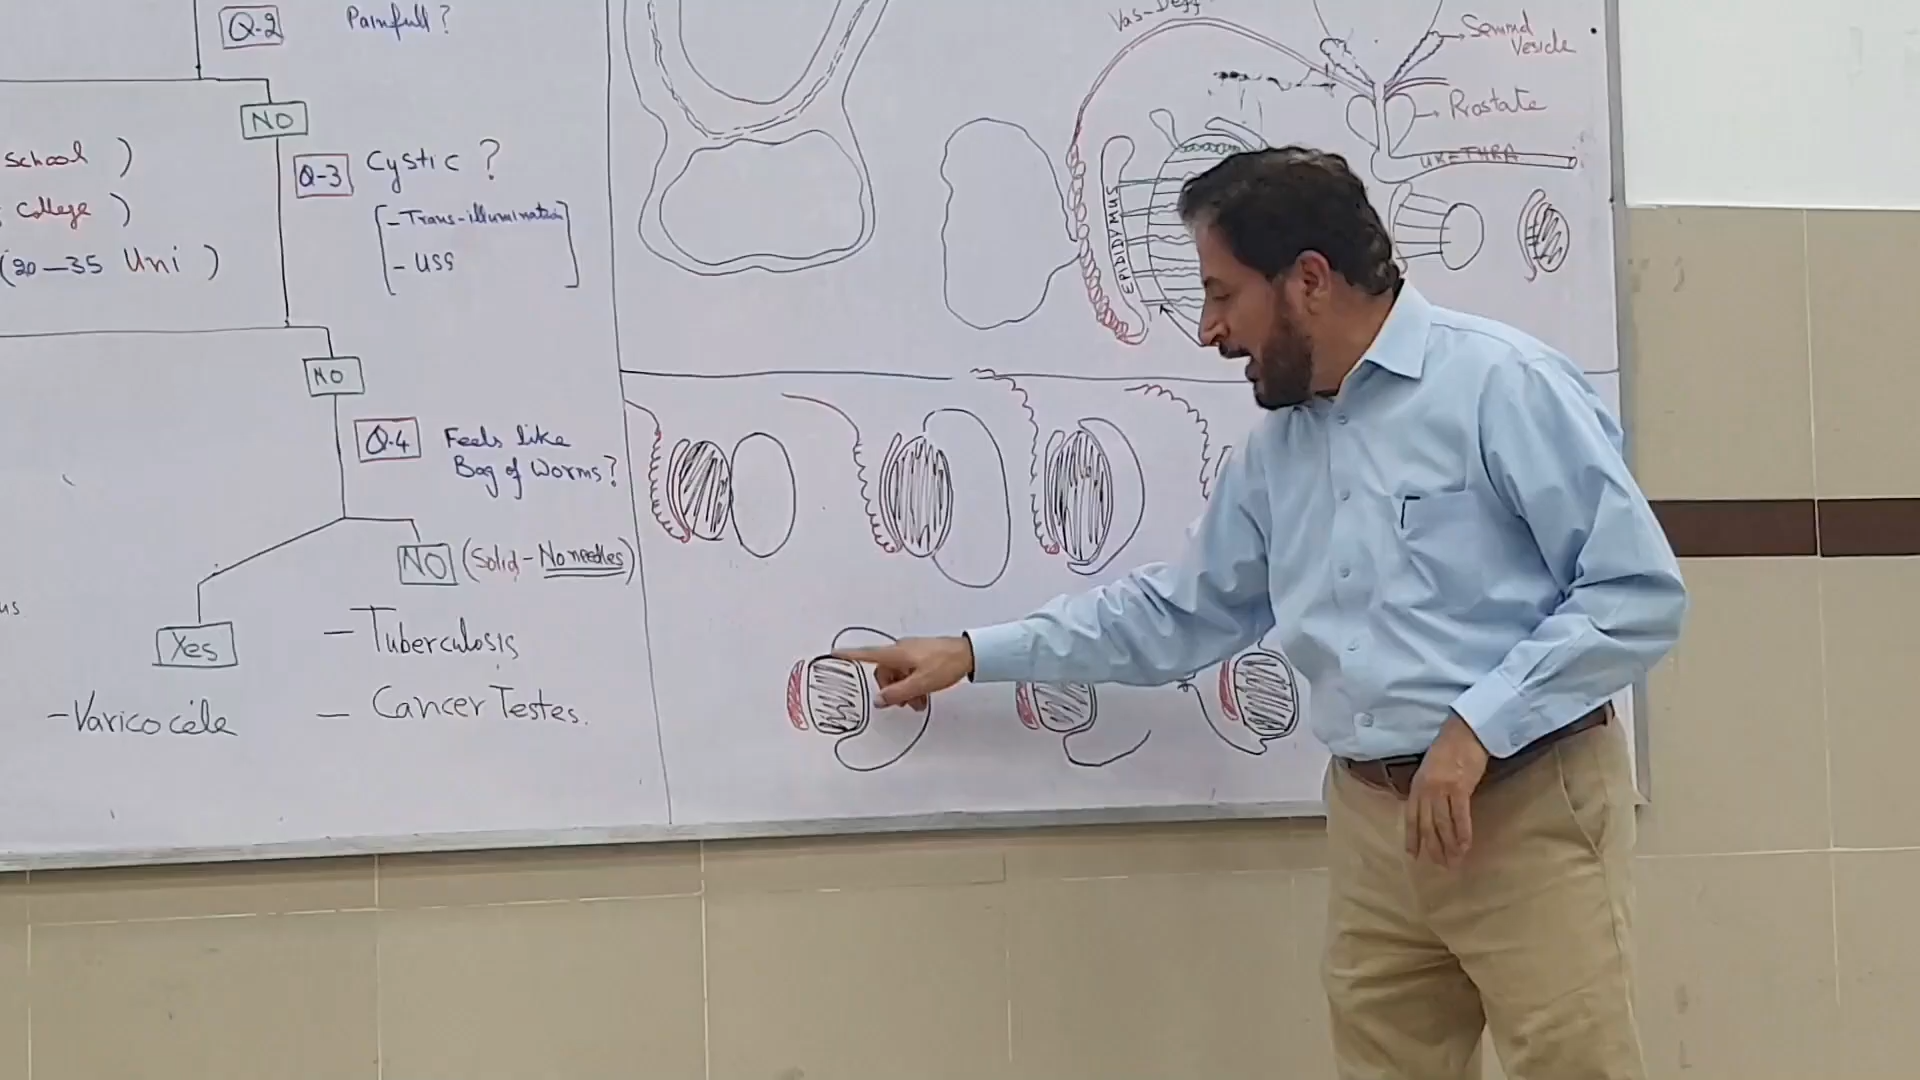 Q-2 Painfull?
NO
School )
College )
(20-35 Uni )
Q-3 Cystic ?
- Trans-illumination
- USS
NO
Q-4 Feels like
Bag of Worms?
NO (Solid - No needles)
Yes
- Tuberculosis
- Varicocele
- Cancer Testes.
Vas-Deff
Seminal
Vesicle
Prostate
URETHRA
EPIDIDYMUS